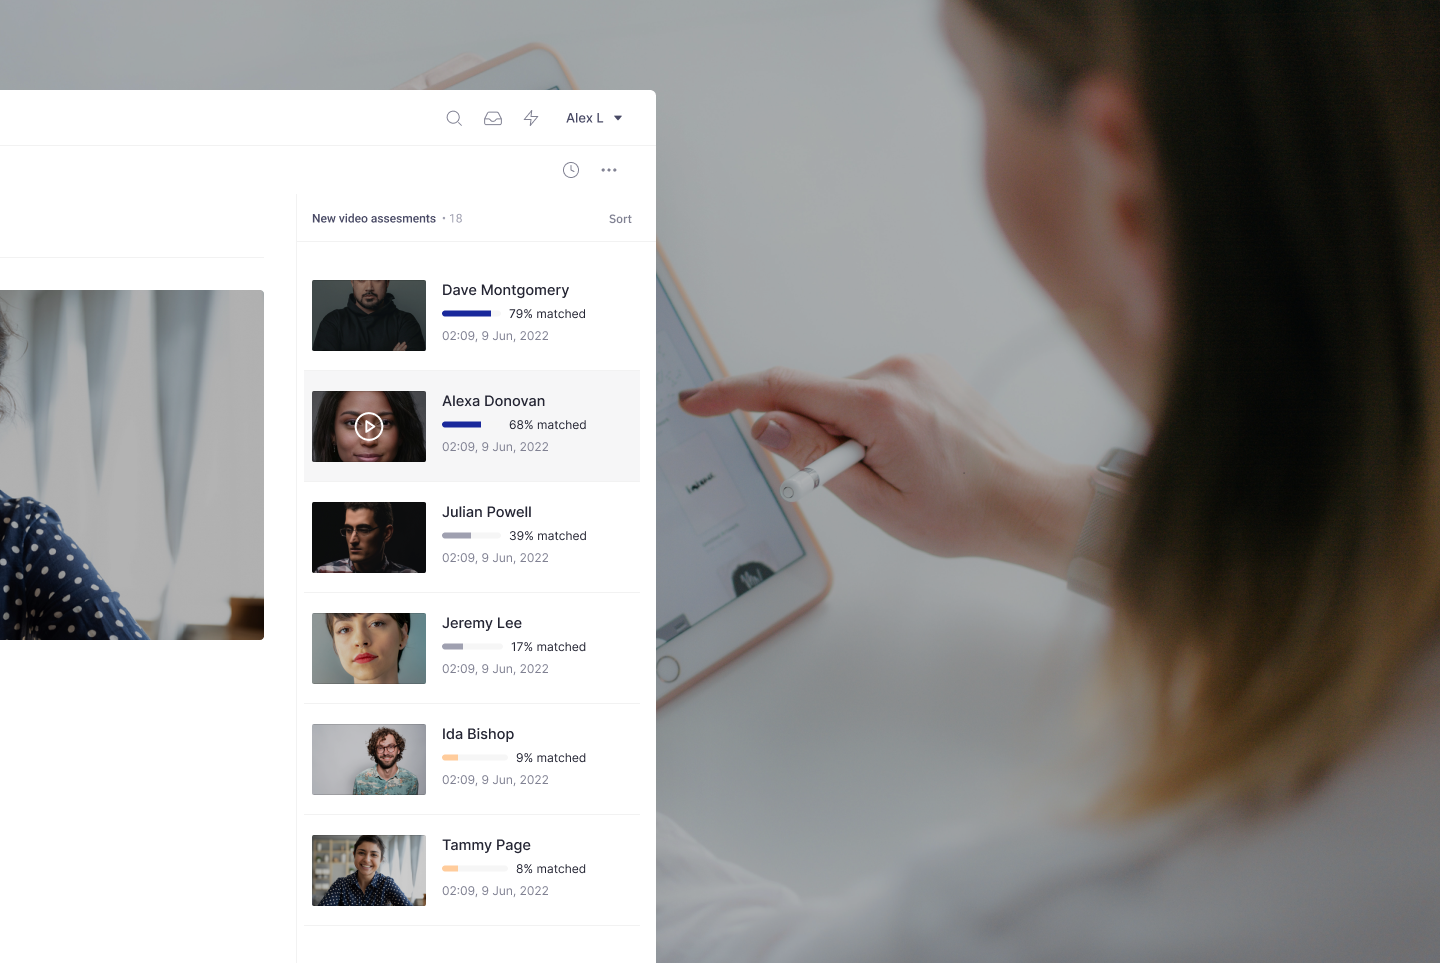 Alex L
New video assesments • 18
Sort
Dave Montgomery
79% matched
02:09, 9 Jun, 2022
Alexa Donovan
68% matched
02:09, 9 Jun, 2022
Julian Powell
39% matched
02:09, 9 Jun, 2022
Jeremy Lee
17% matched
02:09, 9 Jun, 2022
Ida Bishop
9% matched
02:09, 9 Jun, 2022
Tammy Page
8% matched
02:09, 9 Jun, 2022